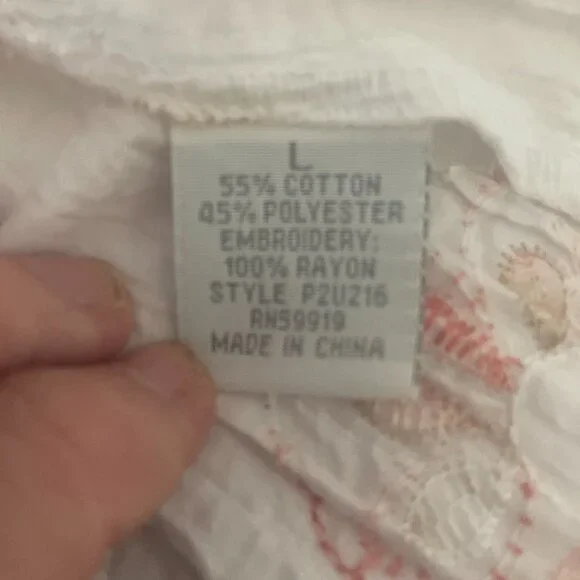 L
55% COTTON
45% POLYESTER
EMBROIDERY:
100% RAYON
STYLE P2U216
RN59919
MADE IN CHINA